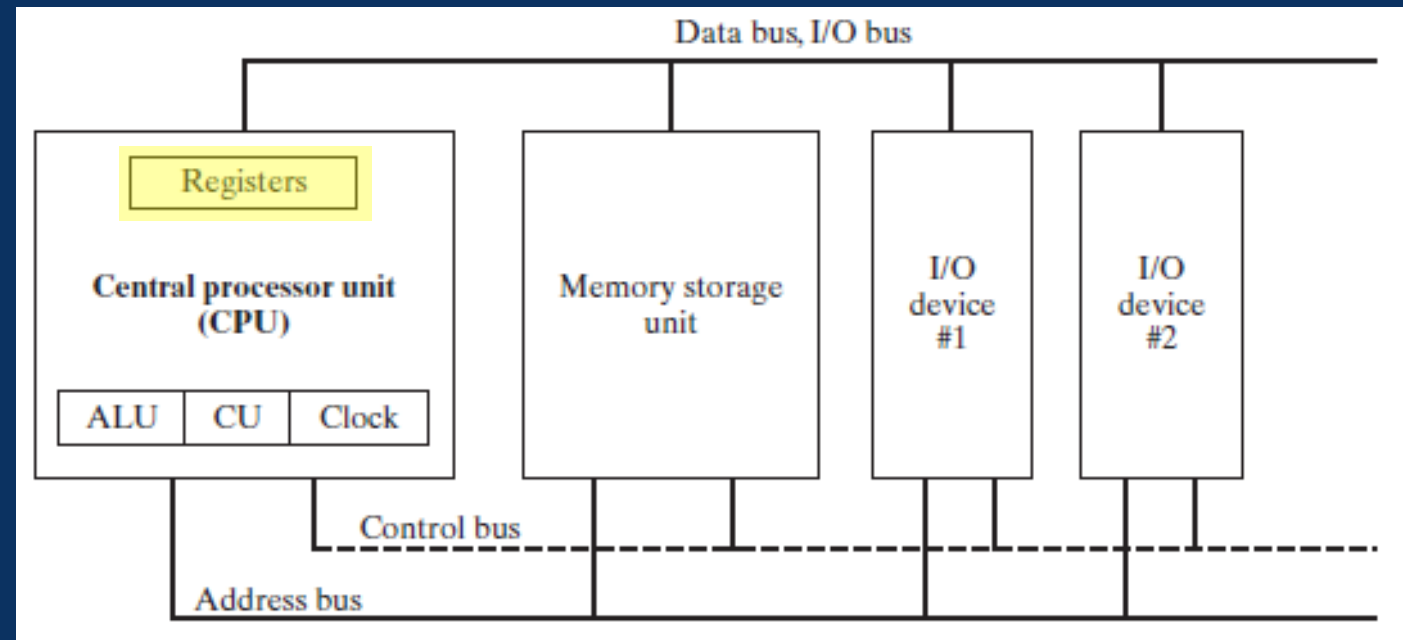 Data bus, I/O bus
Registers
Central processor unit
(CPU)
ALU
CU
Clock
Memory storage
unit
I/O
device
#1
I/O
device
#2
Control bus
Address bus